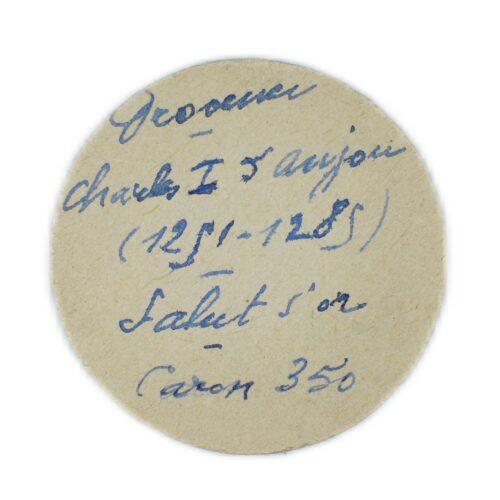 Provence
Charles I d'anjou
(1251-1285)
Salut d'or
Caron 350